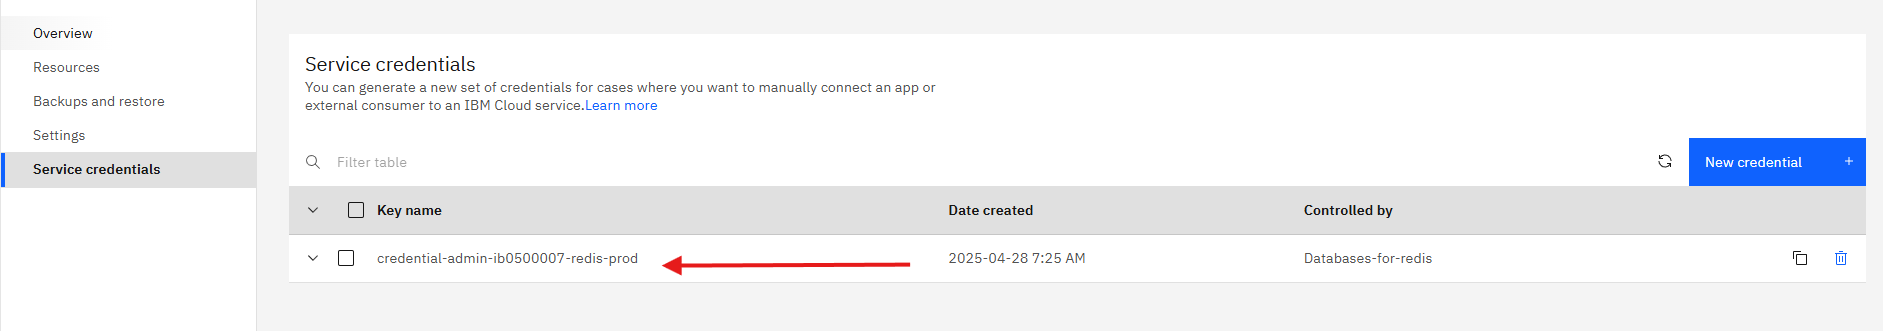 Overview
Resources
Backups and restore
Settings
Service credentials
Service credentials
You can generate a new set of credentials for cases where you want to manually connect an app or
external consumer to an IBM Cloud service.Learn more
Filter table
New credential +
Key name Date created Controlled by
credential-admin-ib0500007-redis-prod 2025-04-28 7:25 AM Databases-for-redis